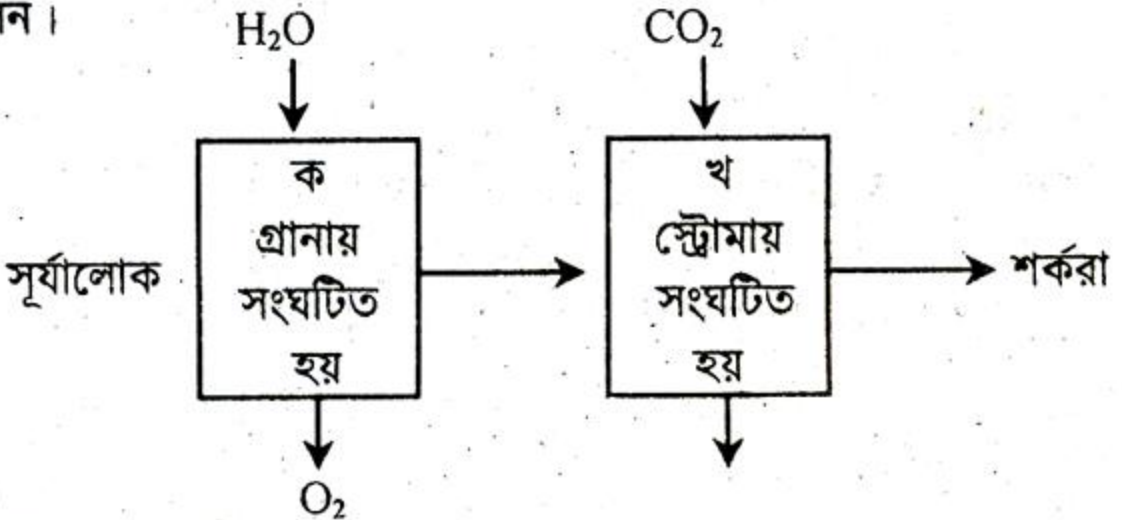 ন।
H₂O
CO₂
ক
গ্রানায়
সংঘটিত
হয়
খ
স্ট্রোমায়
সংঘটিত
হয়
সূর্যালোক
শর্করা
O₂